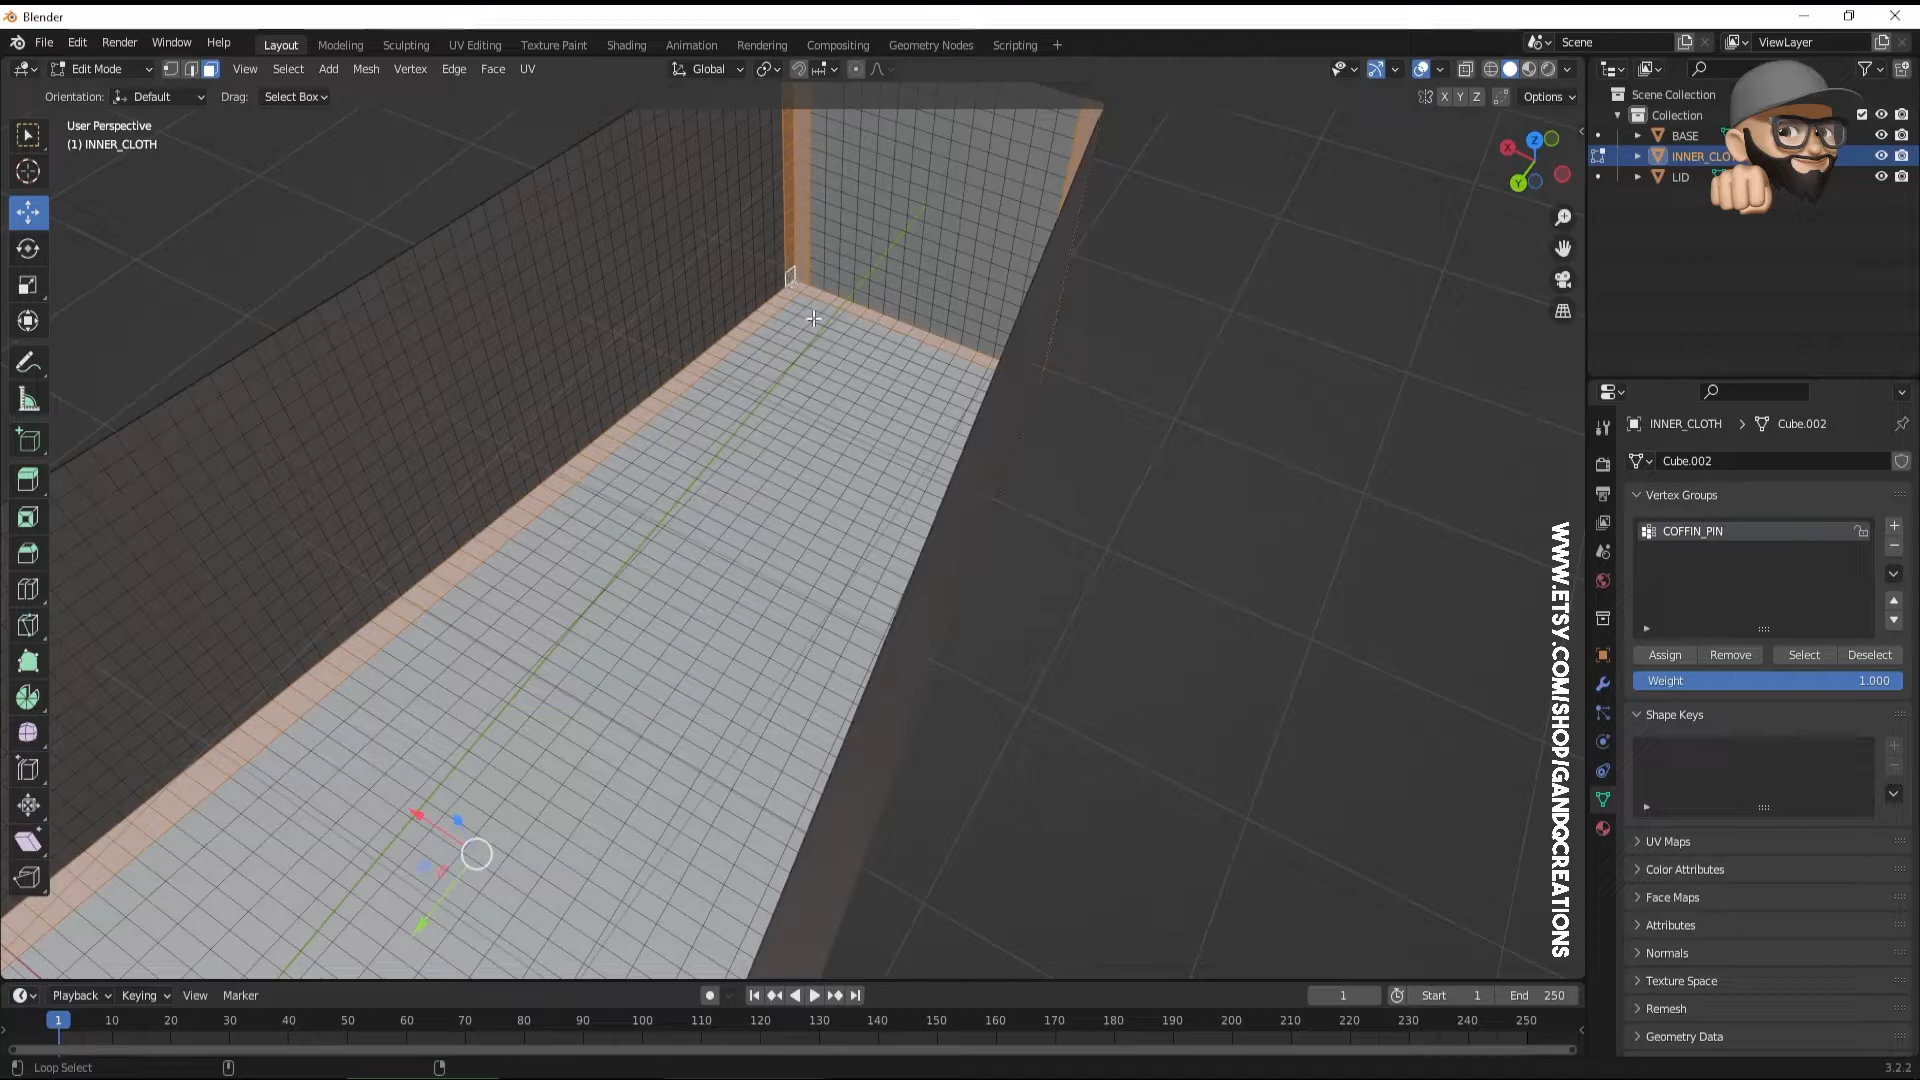 Blender
File Edit Render Window Help
Layout Modeling Sculpting UV Editing Texture Paint Shading Animation Rendering Compositing Geometry Nodes Scripting +
Scene
ViewLayer
Edit Mode View Select Add Mesh Vertex Edge Face UV
Global
Orientation: Default Drag: Select Box
X Y Z Options
User Perspective
(1) INNER_CLOTH
X
Y
Z
Scene Collection
Collection
BASE
INNER_CLO
LID
INNER_CLOTH > Cube.002
Cube.002
Vertex Groups
COFFIN_PIN
Assign Remove Select Deselect
Weight 1.000
Shape Keys
UV Maps
Color Attributes
Face Maps
Attributes
Normals
Texture Space
Remesh
Geometry Data
WWW.ETSY.COM/SHOP/GANDQCREATIONS
Playback Keying View Marker
1 Start 1 End 250
1 10 20 30 40 50 60 70 80 90 100 110 120 130 140 150 160 170 180 190 200 210 220 230 240 250
Loop Select
3.2.2